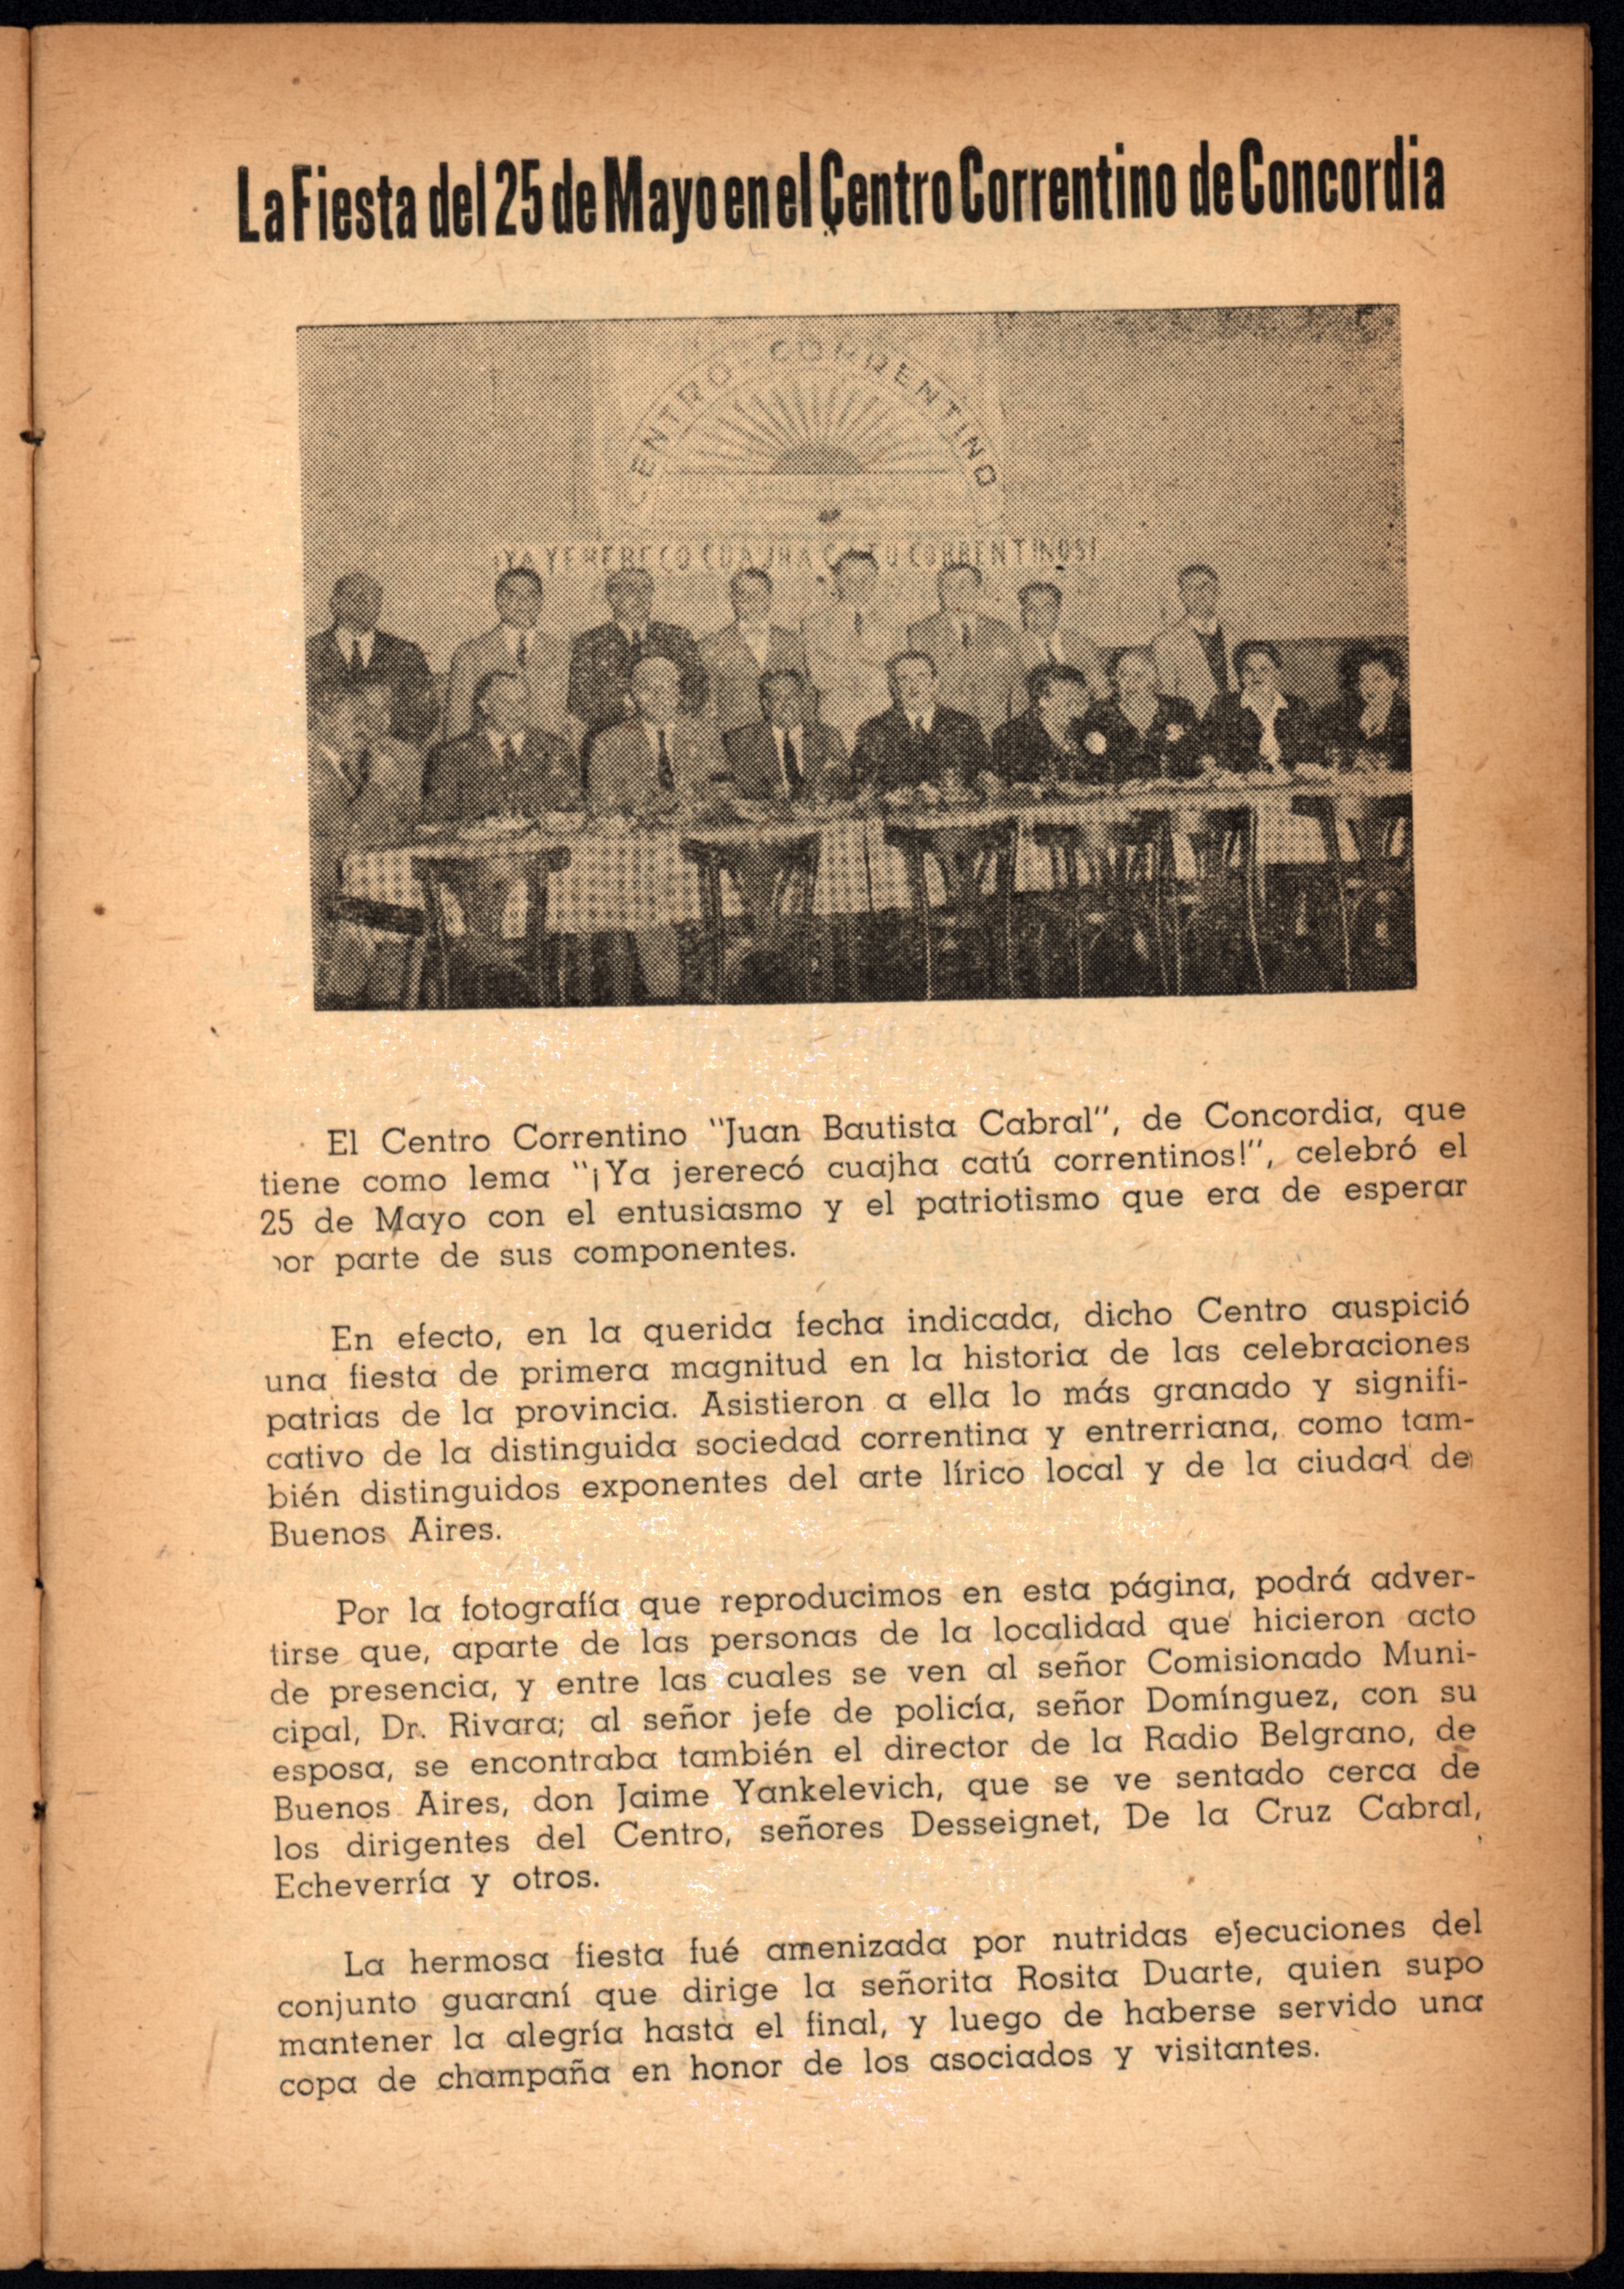 La Fiesta del 25 de Mayo en el Centro Correntino de Concordia
CENTRO CORRENTINO
¡YA YERERECO CUAJHA CATU CORRENTINOS!
El Centro Correntino "Juan Bautista Cabral", de Concordia, que
tiene como lema "¡Ya jererecó cuajha catú correntinos!", celebró el
25 de Mayo con el entusiasmo y el patriotismo que era de esperar
por parte de sus componentes.
En efecto, en la querida fecha indicada, dicho Centro auspició
una fiesta de primera magnitud en la historia de las celebraciones
patrias de la provincia. Asistieron a ella lo más granado y signifi-
cativo de la distinguida sociedad correntina y entrerriana, como tam-
bién distinguidos exponentes del arte lírico local y de la ciudad de
Buenos Aires.
Por la fotografía que reproducimos en esta página, podrá adver-
tirse que, aparte de las personas de la localidad que hicieron acto
de presencia, y entre las cuales se ven al señor Comisionado Muni-
cipal, Dr. Rivara; al señor jefe de policía, señor Domínguez, con su
esposa, se encontraba también el director de la Radio Belgrano, de
Buenos Aires, don Jaime Yankelevich, que se ve sentado cerca de
los dirigentes del Centro, señores Desseignet, De la Cruz Cabral,
Echeverría y otros.
La hermosa fiesta fué amenizada por nutridas ejecuciones del
conjunto guaraní que dirige la señorita Rosita Duarte, quien supo
mantener la alegría hasta el final, y luego de haberse servido una
copa de champaña en honor de los asociados y visitantes.